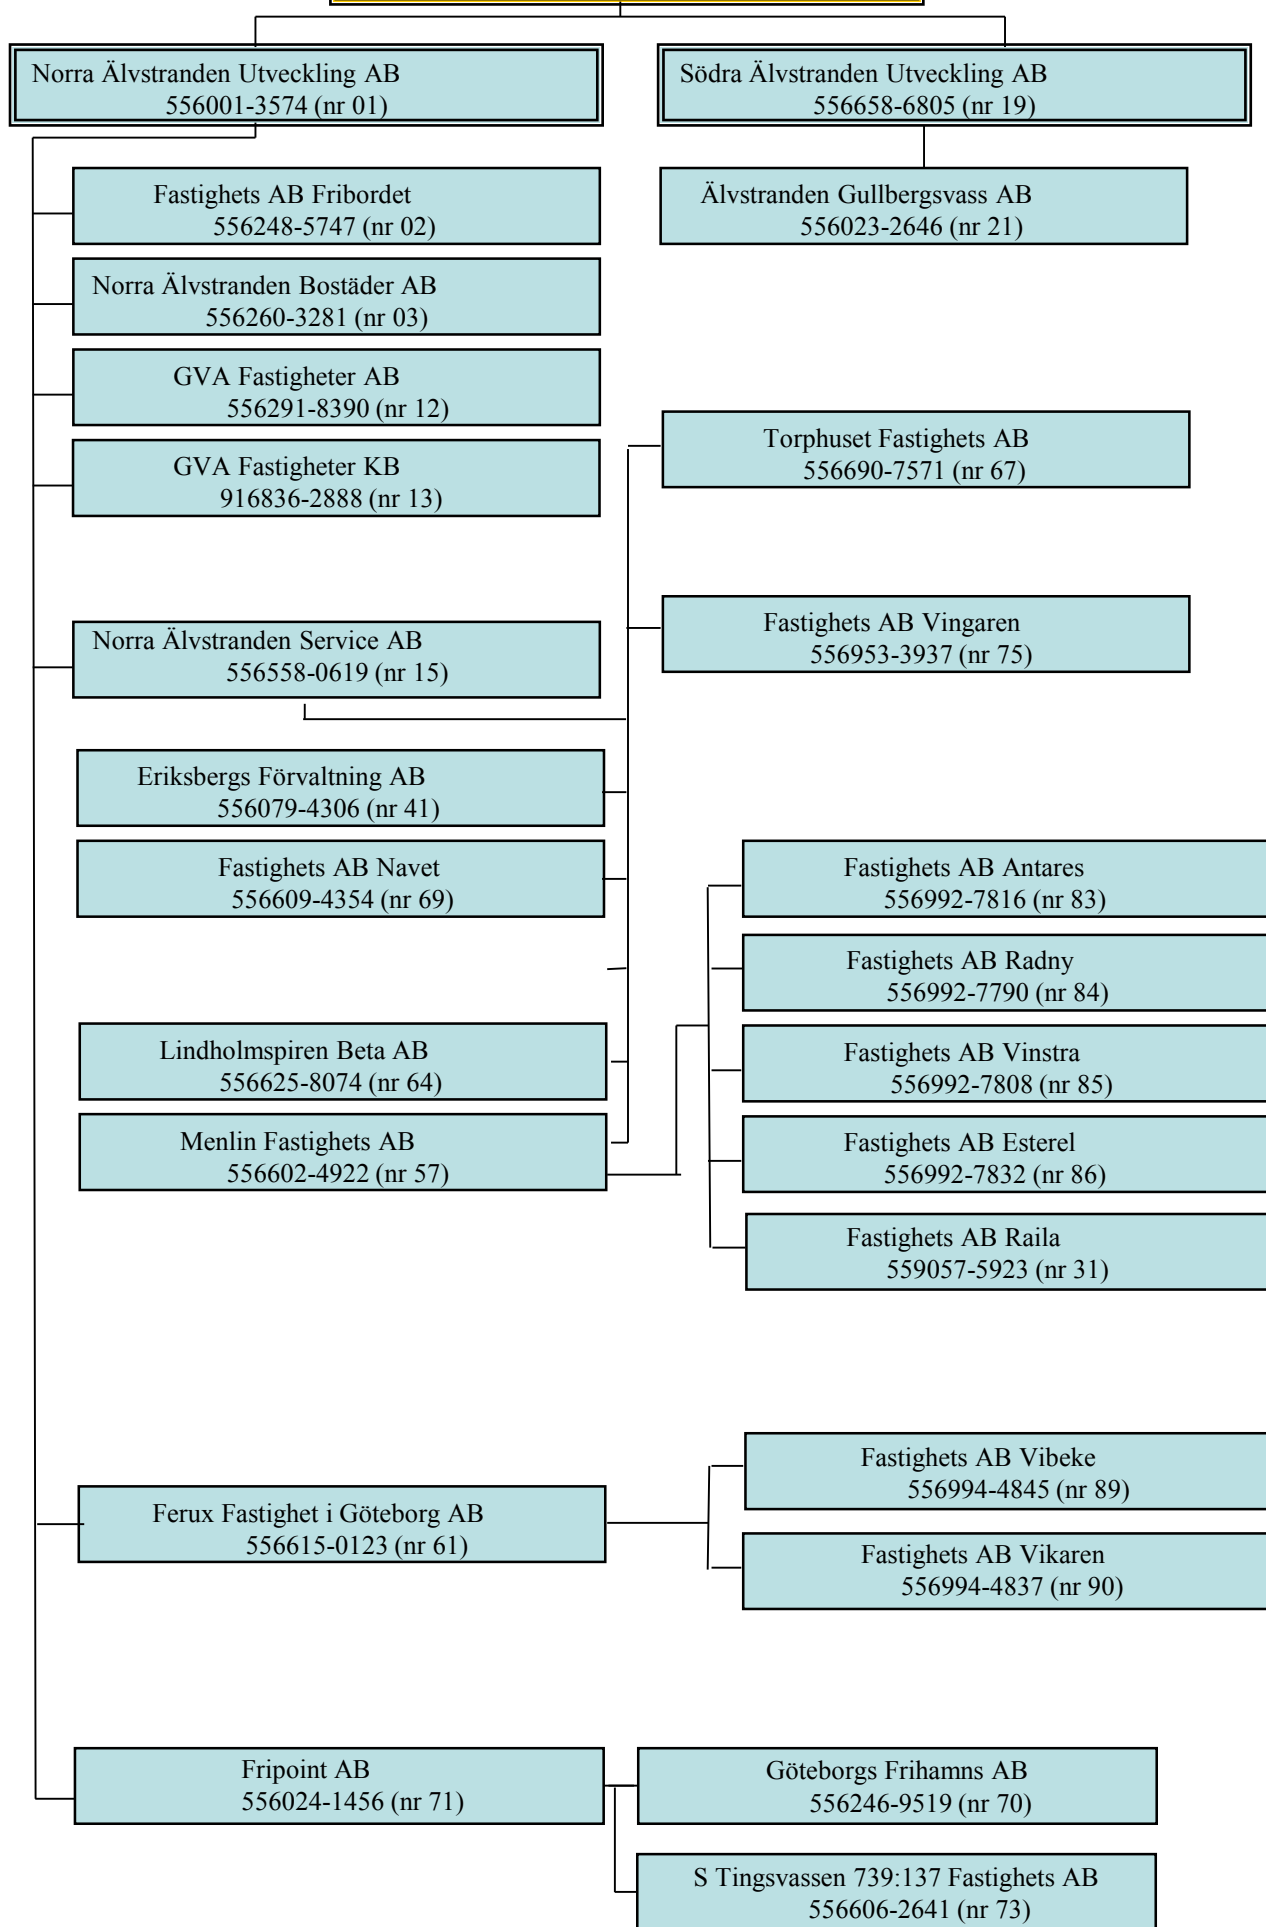 Norra Älvstranden Utveckling AB
556001-3574 (nr 01)
Södra Älvstranden Utveckling AB
556658-6805 (nr 19)
Fastighets AB Fribordet
556248-5747 (nr 02)
Älvstranden Gullbergsvass AB
556023-2646 (nr 21)
Norra Älvstranden Bostäder AB
556260-3281 (nr 03)
GVA Fastigheter AB
556291-8390 (nr 12)
GVA Fastigheter KB
916836-2888 (nr 13)
Torphuset Fastighets AB
556690-7571 (nr 67)
Norra Älvstranden Service AB
556558-0619 (nr 15)
Fastighets AB Vingaren
556953-3937 (nr 75)
Eriksbergs Förvaltning AB
556079-4306 (nr 41)
Fastighets AB Navet
556609-4354 (nr 69)
Lindholmspiren Beta AB
556625-8074 (nr 64)
Menlin Fastighets AB
556602-4922 (nr 57)
Fastighets AB Antares
556992-7816 (nr 83)
Fastighets AB Radny
556992-7790 (nr 84)
Fastighets AB Vinstra
556992-7808 (nr 85)
Fastighets AB Esterel
556992-7832 (nr 86)
Fastighets AB Raila
559057-5923 (nr 31)
Ferux Fastighet i Göteborg AB
556615-0123 (nr 61)
Fastighets AB Vibeke
556994-4845 (nr 89)
Fastighets AB Vikaren
556994-4837 (nr 90)
Fripoint AB
556024-1456 (nr 71)
Göteborgs Frihamns AB
556246-9519 (nr 70)
S Tingsvassen 739:137 Fastighets AB
556606-2641 (nr 73)